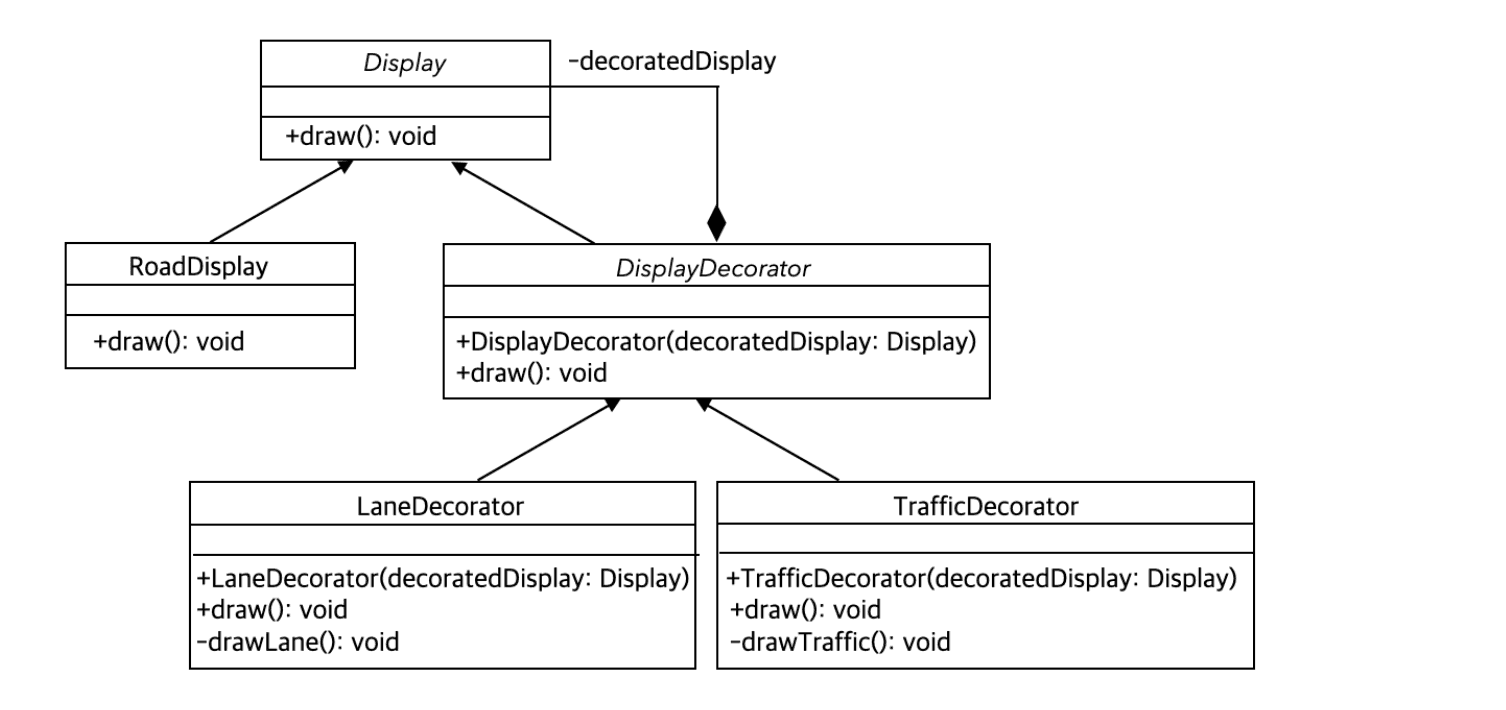 Display
-decoratedDisplay
+draw(): void
RoadDisplay
+draw(): void
DisplayDecorator
+DisplayDecorator(decoratedDisplay: Display)
+draw(): void
LaneDecorator
+LaneDecorator(decoratedDisplay: Display)
+draw(): void
-drawLane(): void
TrafficDecorator
+TrafficDecorator(decoratedDisplay: Display)
+draw(): void
-drawTraffic(): void